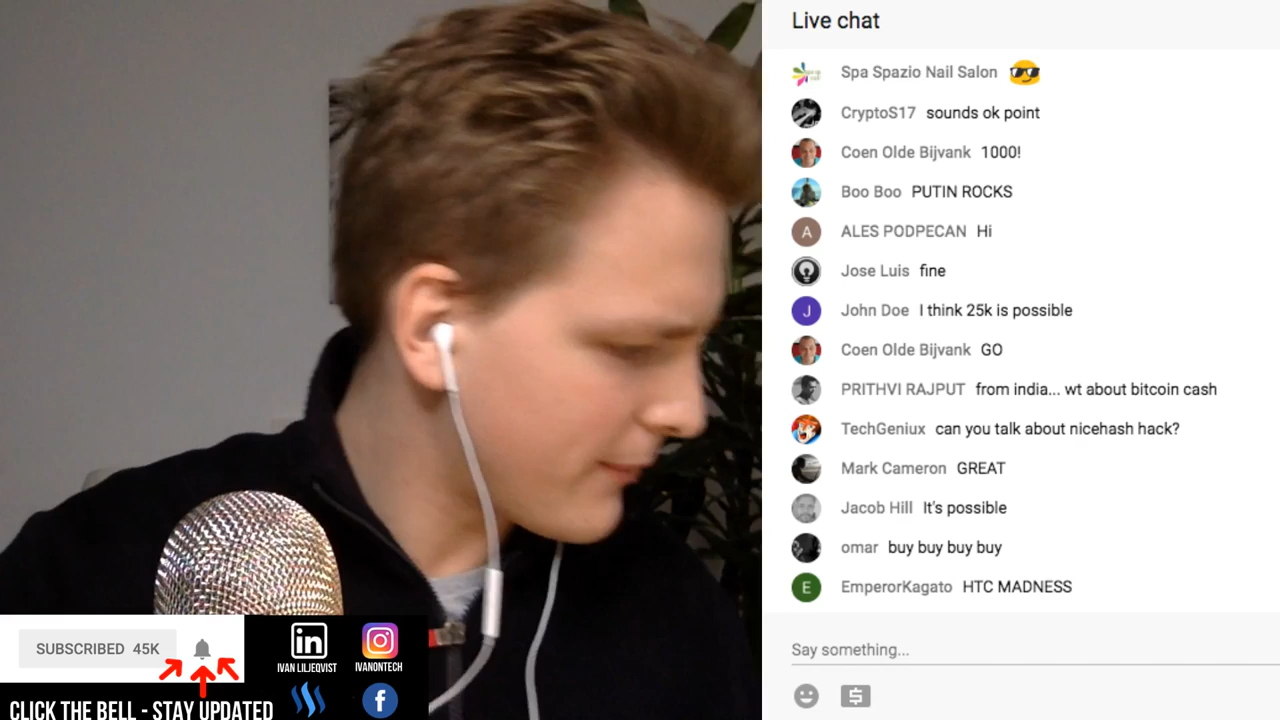 Live chat
Spa Spazio Nail Salon
CryptoS17 sounds ok point
Coen Olde Bijvank 1000!
Boo Boo PUTIN ROCKS
A ALES PODPECAN Hi
Jose Luis fine
J John Doe I think 25k is possible
Coen Olde Bijvank GO
PRITHVI RAJPUT from india... wt about bitcoin cash
TechGeniux can you talk about nicehash hack?
Mark Cameron GREAT
Jacob Hill It's possible
omar buy buy buy buy
E EmperorKagato HTC MADNESS
Say something...
SUBSCRIBED 45K
CLICK THE BELL - STAY UPDATED
in
IVAN LILJEQVIST
IVANONTECH
f